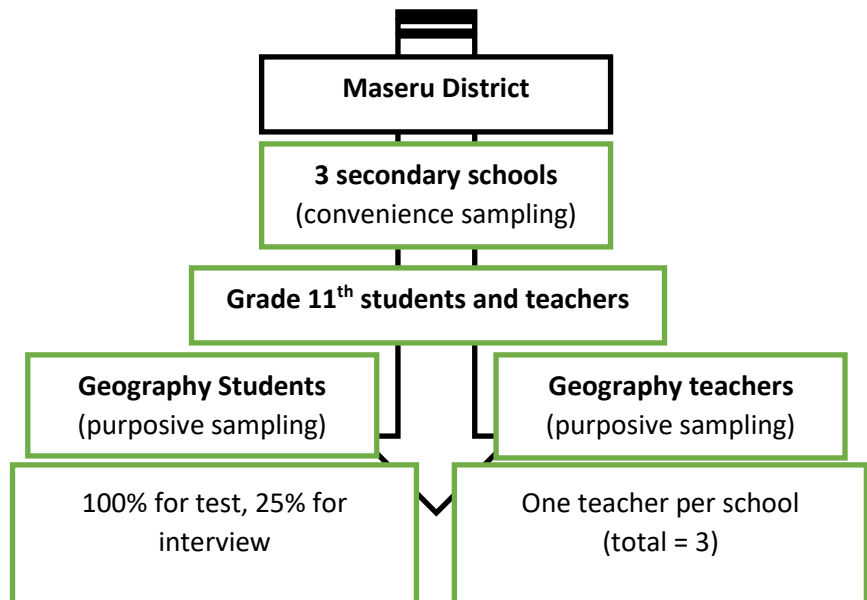 Maseru District
3 secondary schools
(convenience sampling)
Grade 11th students and teachers
Geography Students
(purposive sampling)
Geography teachers
(purposive sampling)
100% for test, 25% for
interview
One teacher per school
(total = 3)